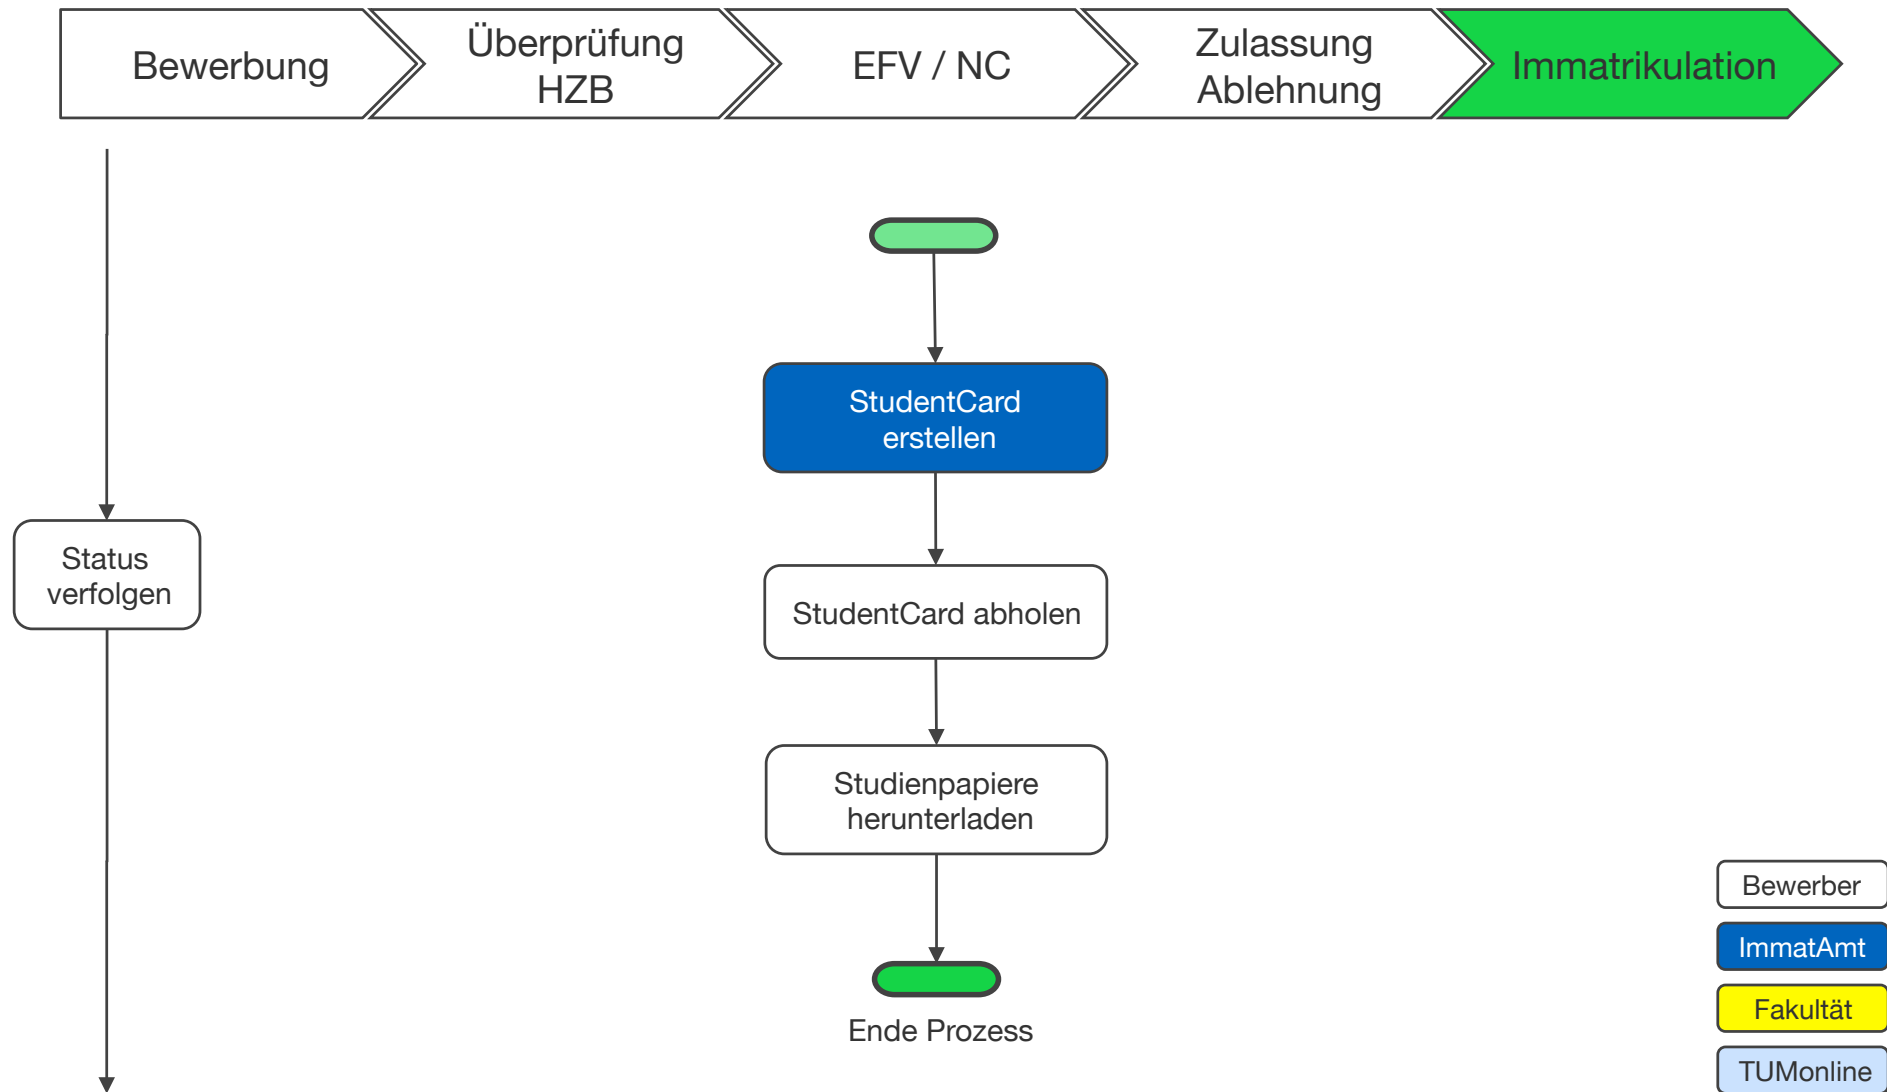 Bewerbung
Überprüfung
HZB
EFV / NC
Zulassung
Ablehnung
Immatrikulation
StudentCard
erstellen
Status
verfolgen
StudentCard abholen
Studienpapiere
herunterladen
Ende Prozess
Bewerber
ImmatAmt
Fakultät
TUMonline